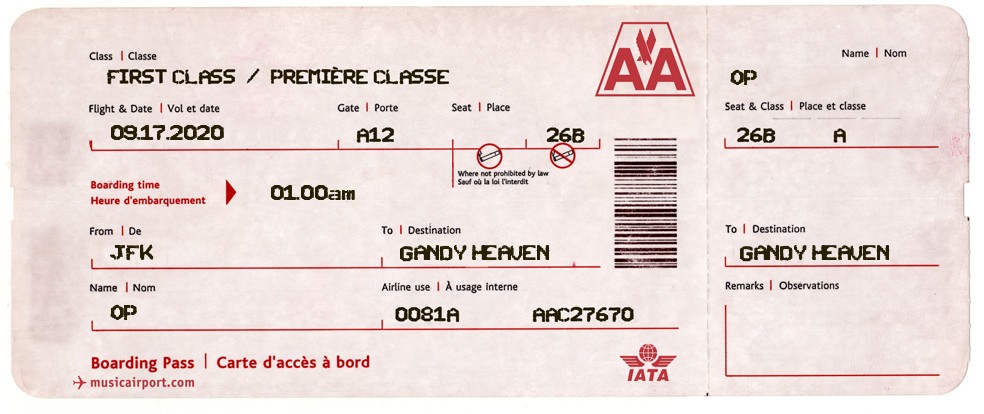 Class | Classe
FIRST CLASS / PREMIÈRE CLASSE
Flight & Date | Vol et date
09.17.2020
Gate | Porte
A12
Seat | Place
26B
Where not prohibited by law
Sauf où la loi l'interdit
Boarding time
Heure d'embarquement
01.00am
From | De
JFK
To | Destination
GANDY HEAVEN
Name | Nom
OP
Airline use | À usage interne
0081A AAC27670
Boarding Pass | Carte d'accès à bord
musicairport.com
AA
IATA
Name | Nom
OP
Seat & Class | Place et classe
26B A
To | Destination
GANDY HEAVEN
Remarks | Observations